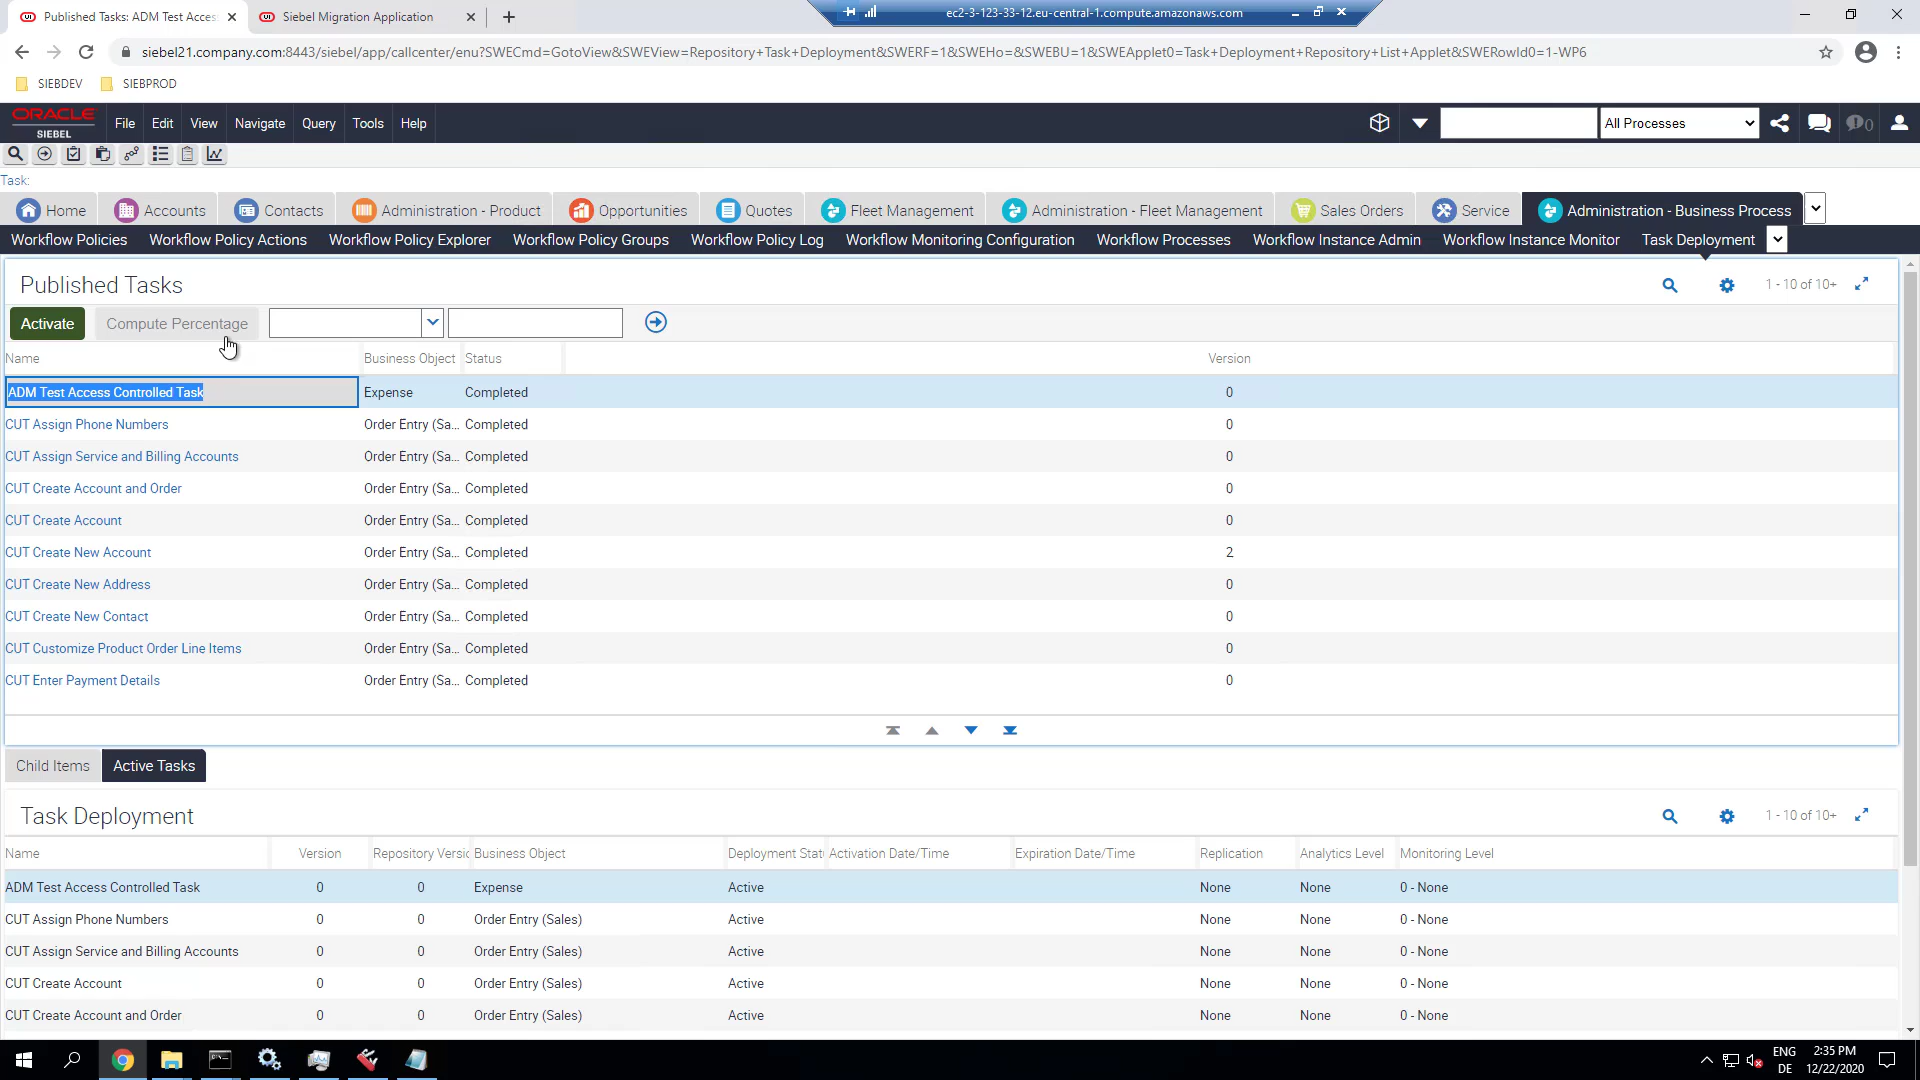 Published Tasks: ADM Test Acces
Siebel Migration Application
ec2-3-123-33-12.eu-central-1.compute.amazonaws.com
siebel21.company.com:8443/siebel/app/callcenter/enu?SWECmd=GotoView&SWEView=Repository+Task+Deployment&SWERF=1&SWEHo=&SWEBU=1&SWEApplet0=Task+Deployment+Repository+List+Applet&SWERowId0=1-WP6
SIEBDEV SIEBPROD
ORACLE
SIEBEL
File Edit View Navigate Query Tools Help
All Processes
0
Task:
Home Accounts Contacts Administration - Product Opportunities Quotes Fleet Management Administration - Fleet Management Sales Orders Service Administration - Business Process
Workflow Policies Workflow Policy Actions Workflow Policy Explorer Workflow Policy Groups Workflow Policy Log Workflow Monitoring Configuration Workflow Processes Workflow Instance Admin Workflow Instance Monitor Task Deployment
Published Tasks 1 - 10 of 10+
Activate Compute Percentage
Name Business Object Status Version
ADM Test Access Controlled Task Expense Completed 0
CUT Assign Phone Numbers Order Entry (Sa... Completed 0
CUT Assign Service and Billing Accounts Order Entry (Sa... Completed 0
CUT Create Account and Order Order Entry (Sa... Completed 0
CUT Create Account Order Entry (Sa... Completed 0
CUT Create New Account Order Entry (Sa... Completed 2
CUT Create New Address Order Entry (Sa... Completed 0
CUT Create New Contact Order Entry (Sa... Completed 0
CUT Customize Product Order Line Items Order Entry (Sa... Completed 0
CUT Enter Payment Details Order Entry (Sa... Completed 0
Child Items Active Tasks
Task Deployment 1 - 10 of 10+
Name Version Repository Versic Business Object Deployment Stat Activation Date/Time Expiration Date/Time Replication Analytics Level Monitoring Level
ADM Test Access Controlled Task 0 0 Expense Active None None 0 - None
CUT Assign Phone Numbers 0 0 Order Entry (Sales) Active None None 0 - None
CUT Assign Service and Billing Accounts 0 0 Order Entry (Sales) Active None None 0 - None
CUT Create Account 0 0 Order Entry (Sales) Active None None 0 - None
CUT Create Account and Order 0 0 Order Entry (Sales) Active None None 0 - None
ENG 2:35 PM
DE 12/22/2020